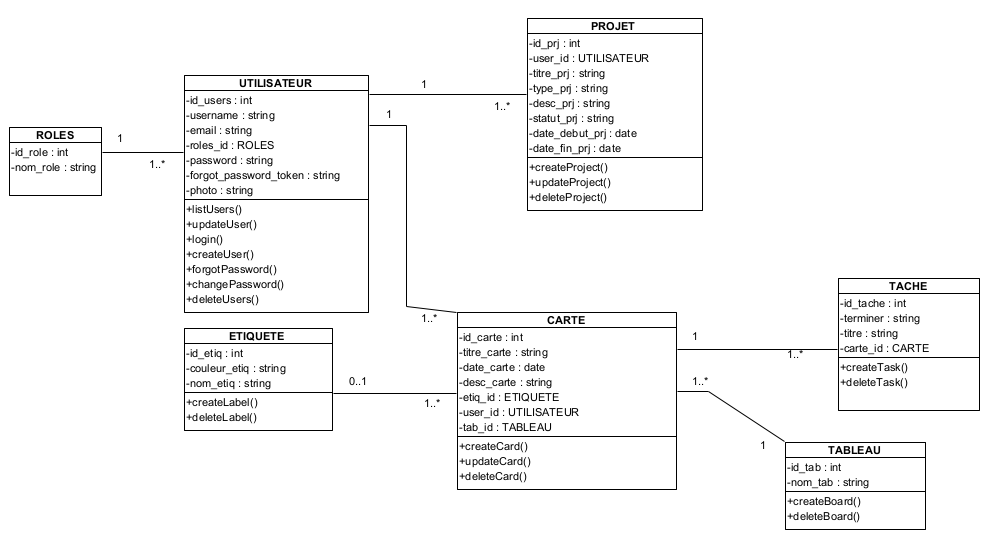 PROJET
-id_prj : int
-user_id : UTILISATEUR
-titre_prj : string
-type_prj : string
-desc_prj : string
-statut_prj : string
-date_debut_prj : date
-date_fin_prj : date
+createProject()
+updateProject()
+deleteProject()
UTILISATEUR
-id_users : int
-username : string
-email : string
-roles_id : ROLES
-password : string
-forgot_password_token : string
-photo : string
+listUsers()
+updateUser()
+login()
+createUser()
+forgotPassword()
+changePassword()
+deleteUsers()
1
1..*
1
1..*
ROLES
-id_role : int
-nom_role : string
1
1..*
ETIQUETE
-id_etiq : int
-couleur_etiq : string
-nom_etiq : string
+createLabel()
+deleteLabel()
0..1
1..*
CARTE
-id_carte : int
-titre_carte : string
-date_carte : date
-desc_carte : string
-etiq_id : ETIQUETE
-user_id : UTILISATEUR
-tab_id : TABLEAU
+createCard()
+updateCard()
+deleteCard()
1
1..*
1..*
1
TACHE
-id_tache : int
-terminer : string
-titre : string
-carte_id : CARTE
+createTask()
+deleteTask()
TABLEAU
-id_tab : int
-nom_tab : string
+createBoard()
+deleteBoard()